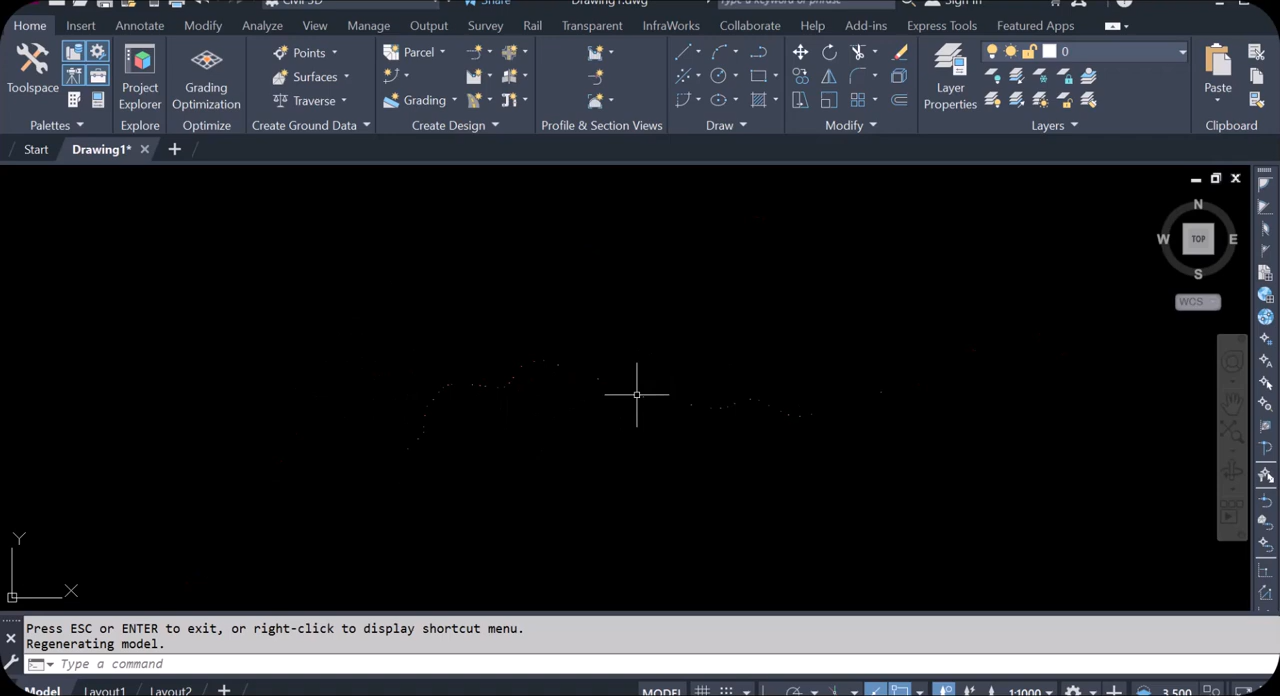 Civil 3D Share Drawing1.dwg Type a keyword or phrase Sign In
Home Insert Annotate Modify Analyze View Manage Output Survey Rail Transparent InfraWorks Collaborate Help Add-ins Express Tools Featured Apps
Toolspace
Palettes
Project
Explorer
Explore
Grading
Optimization
Optimize
Points
Surfaces
Traverse
Create Ground Data
Parcel
Grading
Create Design
Profile & Section Views
Draw
Modify
Layer
Properties
0
Layers
Paste
Clipboard
Start Drawing1*
N
W TOP E
S
WCS
Y
X
Press ESC or ENTER to exit, or right-click to display shortcut menu.
Regenerating model.
Type a command
Model Layout1 Layout2 MODEL 1:1000 3.500